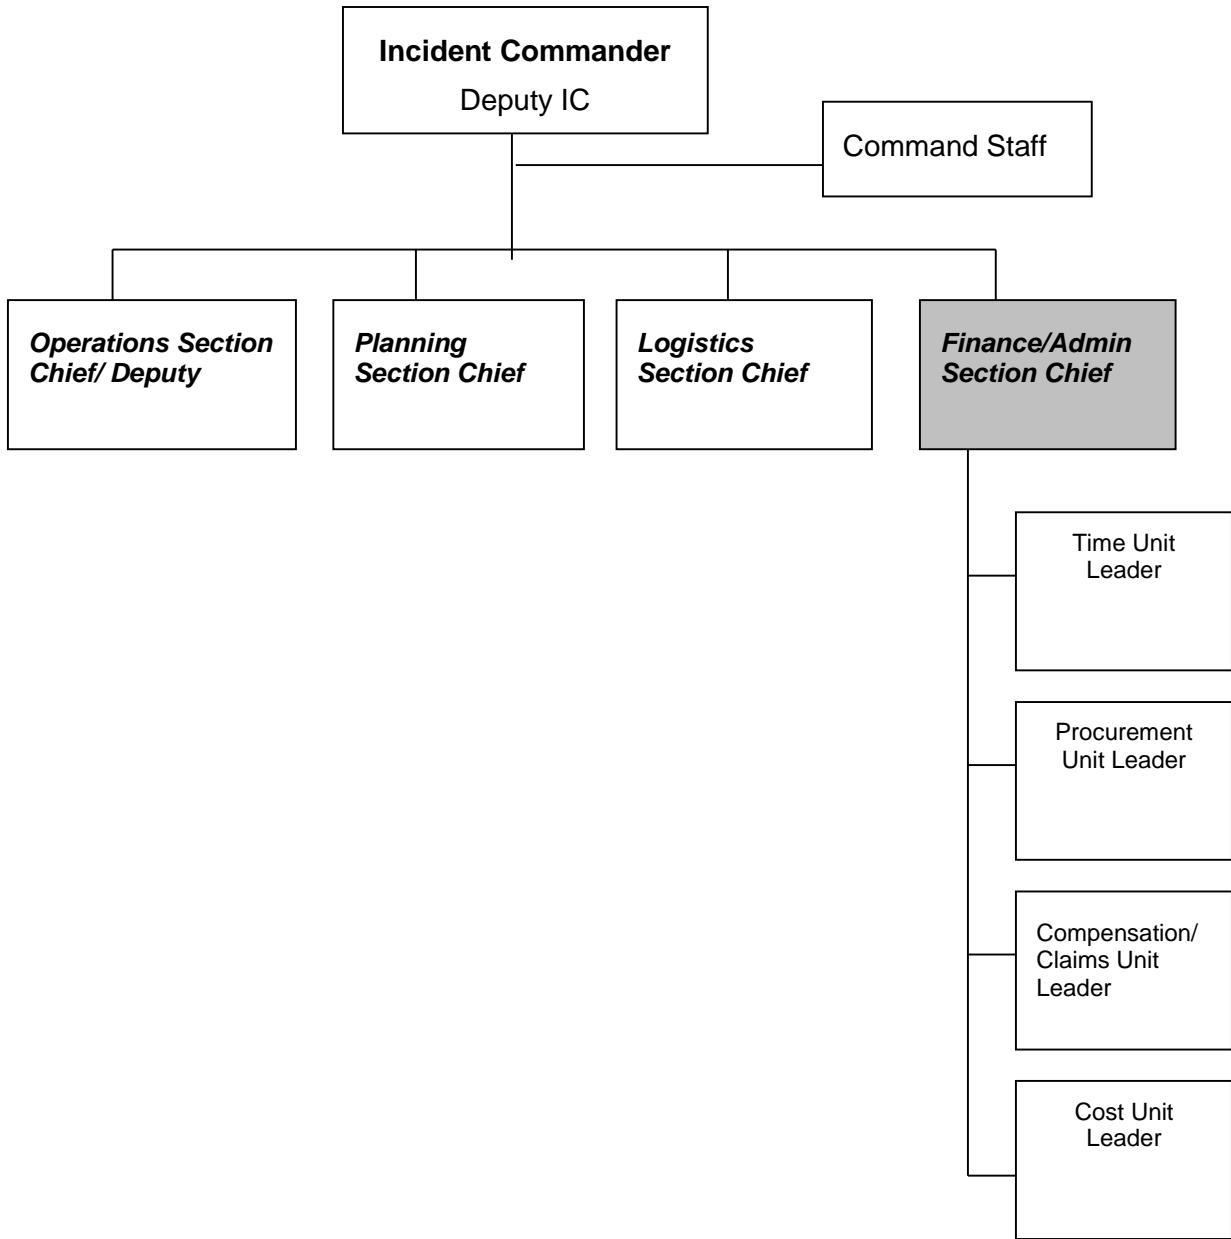 Incident Commander
Deputy IC
Command Staff
Operations Section
Chief/ Deputy
Planning
Section Chief
Logistics
Section Chief
Finance/Admin
Section Chief
Time Unit
Leader
Procurement
Unit Leader
Compensation/
Claims Unit
Leader
Cost Unit
Leader